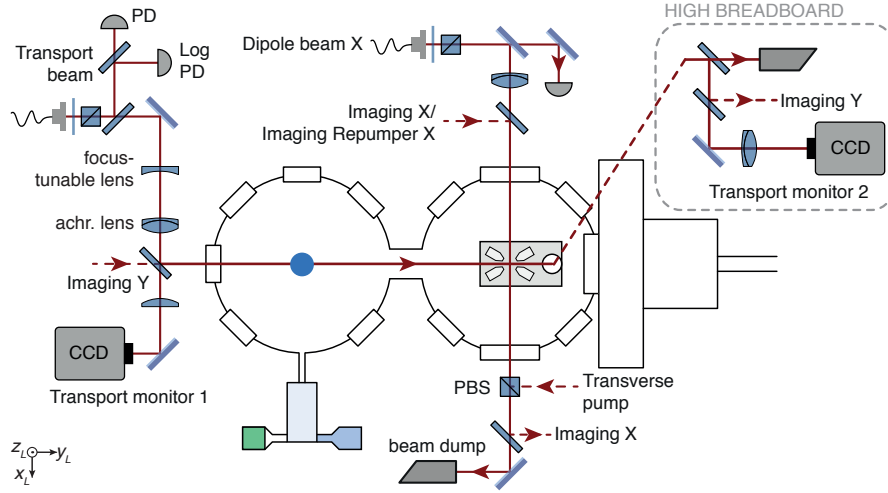 HIGH BREADBOARD
PD
Transport
beam
Log
PD
Dipole beam X
Imaging X/
Imaging Repumper X
Imaging Y
CCD
Transport monitor 2
focus-
tunable lens
achr. lens
Imaging Y
CCD
Transport monitor 1
PBS
Transverse
pump
Imaging X
beam dump
z_L
y_L
x_L